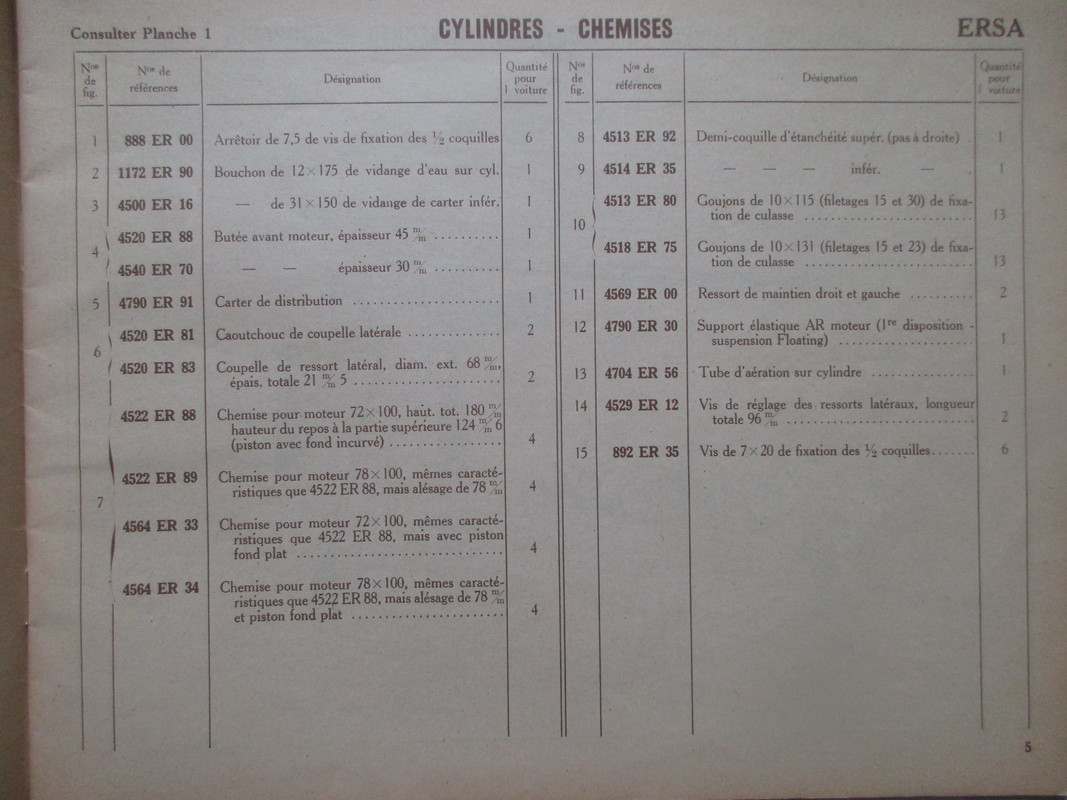 Consulter Planche 1
CYLINDRES - CHEMISES
ERSA
Nos de fig.
Nos de références
Désignation
Quantité pour 1 voiture
1 888 ER 00 Arrêtoir de 7,5 de vis de fixation des ½ coquilles 6
2 1172 ER 90 Bouchon de 12×175 de vidange d'eau sur cyl. 1
3 4500 ER 16 — de 31×150 de vidange de carter infér. 1
4 4520 ER 88 Butée avant moteur, épaisseur 45 m/m .......... 1
4540 ER 70 — — épaisseur 30 m/m .......... 1
5 4790 ER 91 Carter de distribution ...................... 1
6 4520 ER 81 Caoutchouc de coupelle latérale .............. 2
4520 ER 83 Coupelle de ressort latéral, diam. ext. 68 m/m,
épais. totale 21 m/m 5 ...................... 2
7 4522 ER 88 Chemise pour moteur 72×100, haut. tot. 180 m/m
hauteur du repos à la partie supérieure 124 m/m 6
(piston avec fond incurvé) ................. 4
4522 ER 89 Chemise pour moteur 78×100, mêmes caracté-
ristiques que 4522 ER 88, mais alésage de 78 m/m 4
4564 ER 33 Chemise pour moteur 72×100, mêmes caracté-
ristiques que 4522 ER 88, mais avec piston
fond plat ............................... 4
4564 ER 34 Chemise pour moteur 78×100, mêmes caracté-
ristiques que 4522 ER 88, mais alésage de 78 m/m
et piston fond plat ....................... 4
Nos de fig.
Nos de références
Désignation
Quantité pour 1 voiture
8 4513 ER 92 Demi-coquille d'étanchéité supér. (pas à droite) . 1
9 4514 ER 35 — — — infér. — . 1
10 4513 ER 80 Goujons de 10×115 (filetages 15 et 30) de fixa-
tion de culasse ......................... 13
4518 ER 75 Goujons de 10×131 (filetages 15 et 23) de fixa-
tion de culasse ......................... 13
11 4569 ER 00 Ressort de maintien droit et gauche .......... 2
12 4790 ER 30 Support élastique AR moteur (1re disposition -
suspension Floating) .................... 1
13 4704 ER 56 Tube d'aération sur cylindre ................ 1
14 4529 ER 12 Vis de réglage des ressorts latéraux, longueur
totale 96 m/m ............................ 2
15 892 ER 35 Vis de 7×20 de fixation des ½ coquilles ....... 6
5